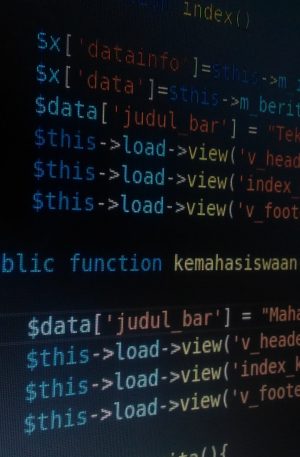 index()
$x['datainfo']=$this->m_
$x['data']=$this->m_berit
$data['judul_bar'] = "Tek
$this->load->view('v_head
$this->load->view('index_
$this->load->view('v_foot
blic function kemahasiswaan
$data['judul_bar'] = "Maha
$this->load->view('v_heade
$this->load->view('index_k
$this->load->view('v_foote
(){